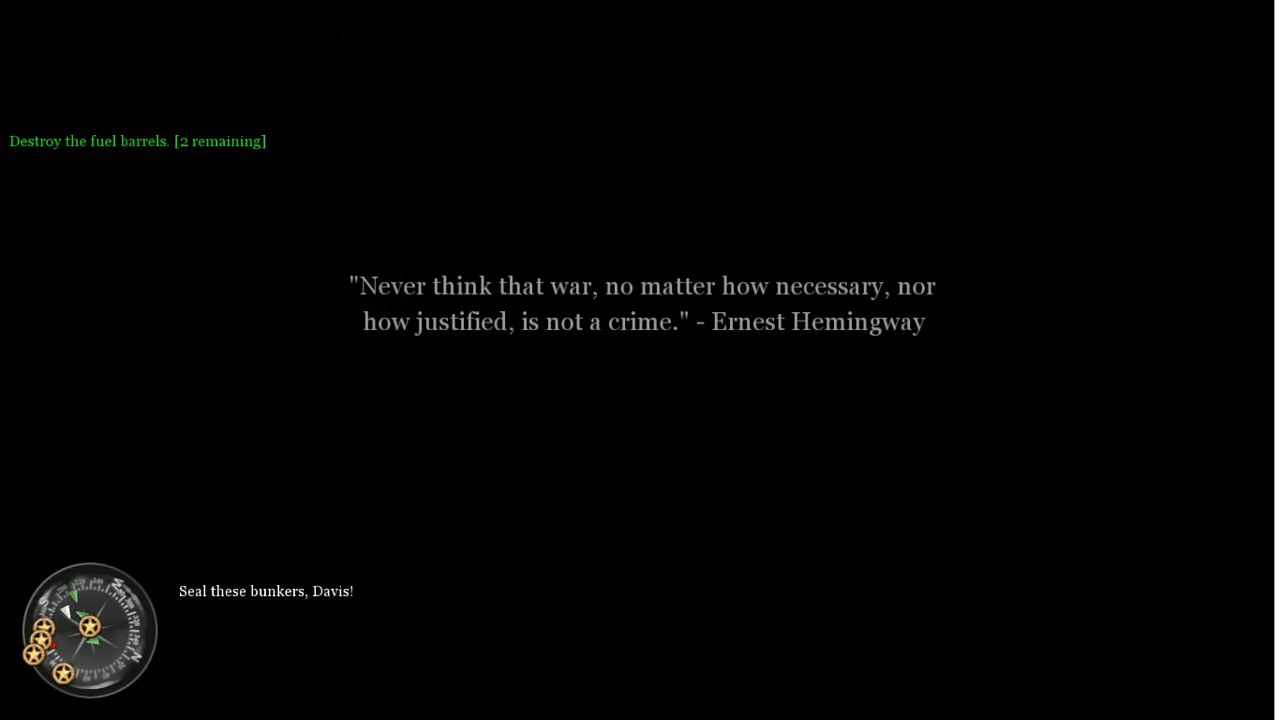 Destroy the fuel barrels. [2 remaining]
"Never think that war, no matter how necessary, nor
how justified, is not a crime." - Ernest Hemingway
Seal these bunkers, Davis!
S
N